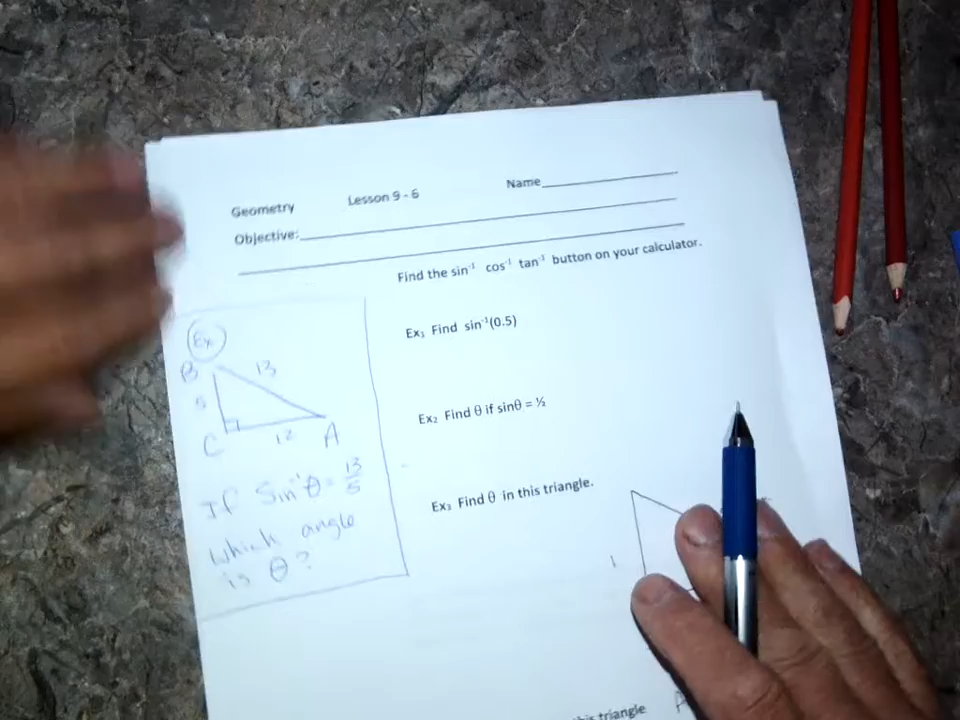 Geometry Lesson 9 - 6 Name
Objective:
Find the sin⁻¹ cos⁻¹ tan⁻¹ button on your calculator.
Ex
B 13
5
C 12 A
If Sin⁻¹θ = 13/5
which angle
is θ?
Ex₁ Find sin⁻¹(0.5)
Ex₂ Find θ if sinθ = ½
Ex₃ Find θ in this triangle.
1
this triangle